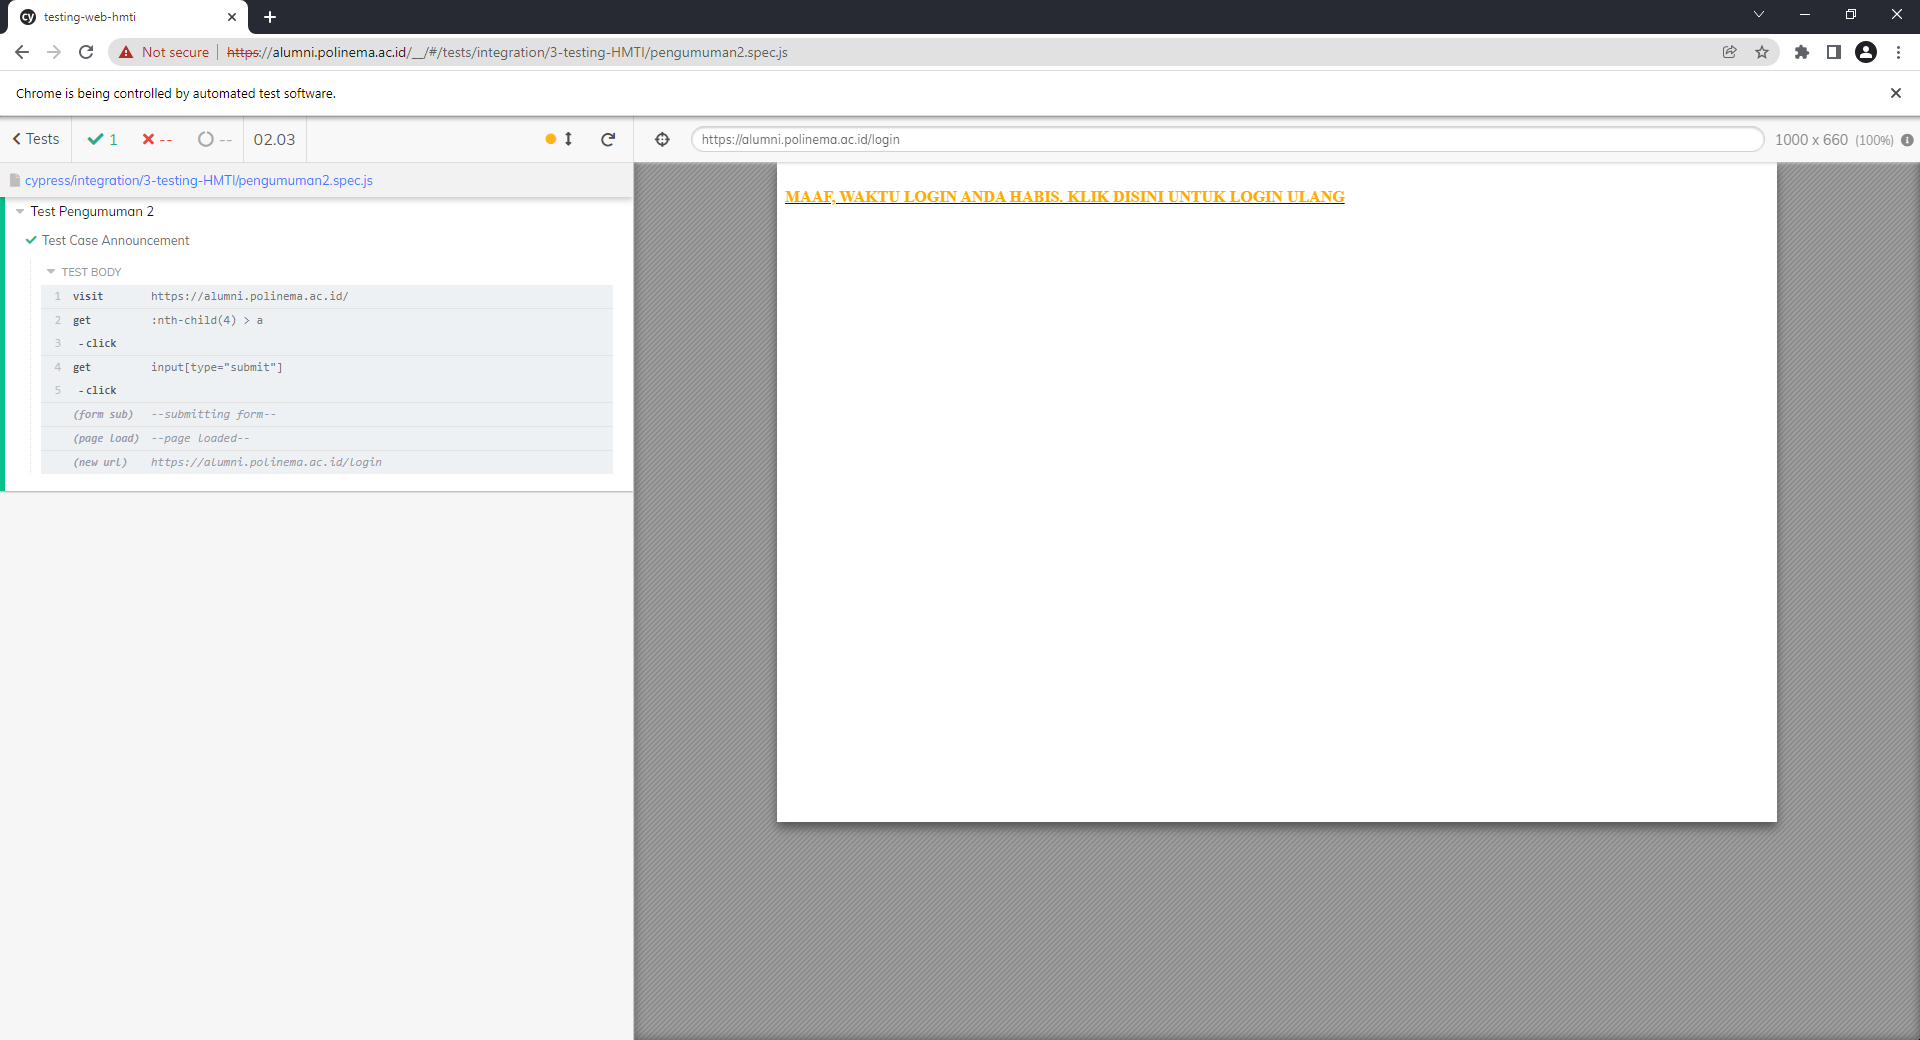 testing-web-hmti
Not secure https://alumni.polinema.ac.id/__/#/tests/integration/3-testing-HMTI/pengumuman2.spec.js
Chrome is being controlled by automated test software.
Tests 1 -- -- 02.03 https://alumni.polinema.ac.id/login 1000 x 660 (100%)
cypress/integration/3-testing-HMTI/pengumuman2.spec.js
Test Pengumuman 2
Test Case Announcement
TEST BODY
1 visit https://alumni.polinema.ac.id/
2 get :nth-child(4) > a
3 -click
4 get input[type="submit"]
5 -click
(form sub) --submitting form--
(page load) --page loaded--
(new url) https://alumni.polinema.ac.id/login
MAAF, WAKTU LOGIN ANDA HABIS. KLIK DISINI UNTUK LOGIN ULANG